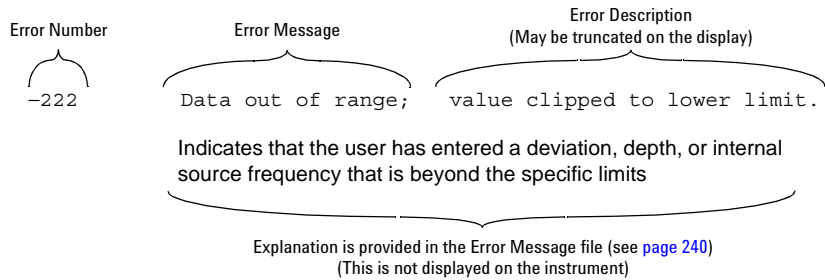 Error Number
Error Message
Error Description
(May be truncated on the display)
−222
Data out of range;
value clipped to lower limit.
Indicates that the user has entered a deviation, depth, or internal
source frequency that is beyond the specific limits
Explanation is provided in the Error Message file (see page 240)
(This is not displayed on the instrument)